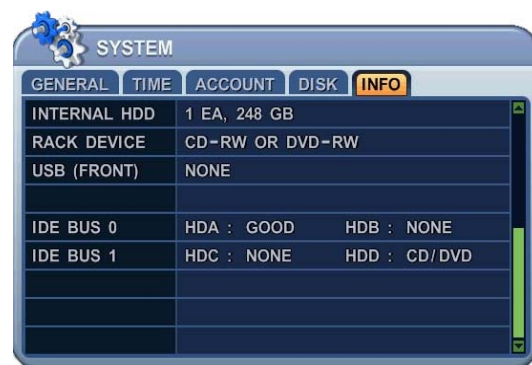 SYSTEM
GENERAL TIME ACCOUNT DISK INFO
INTERNAL HDD 1 EA, 248 GB
RACK DEVICE CD-RW OR DVD-RW
USB (FRONT) NONE
IDE BUS 0 HDA : GOOD HDB : NONE
IDE BUS 1 HDC : NONE HDD : CD/DVD